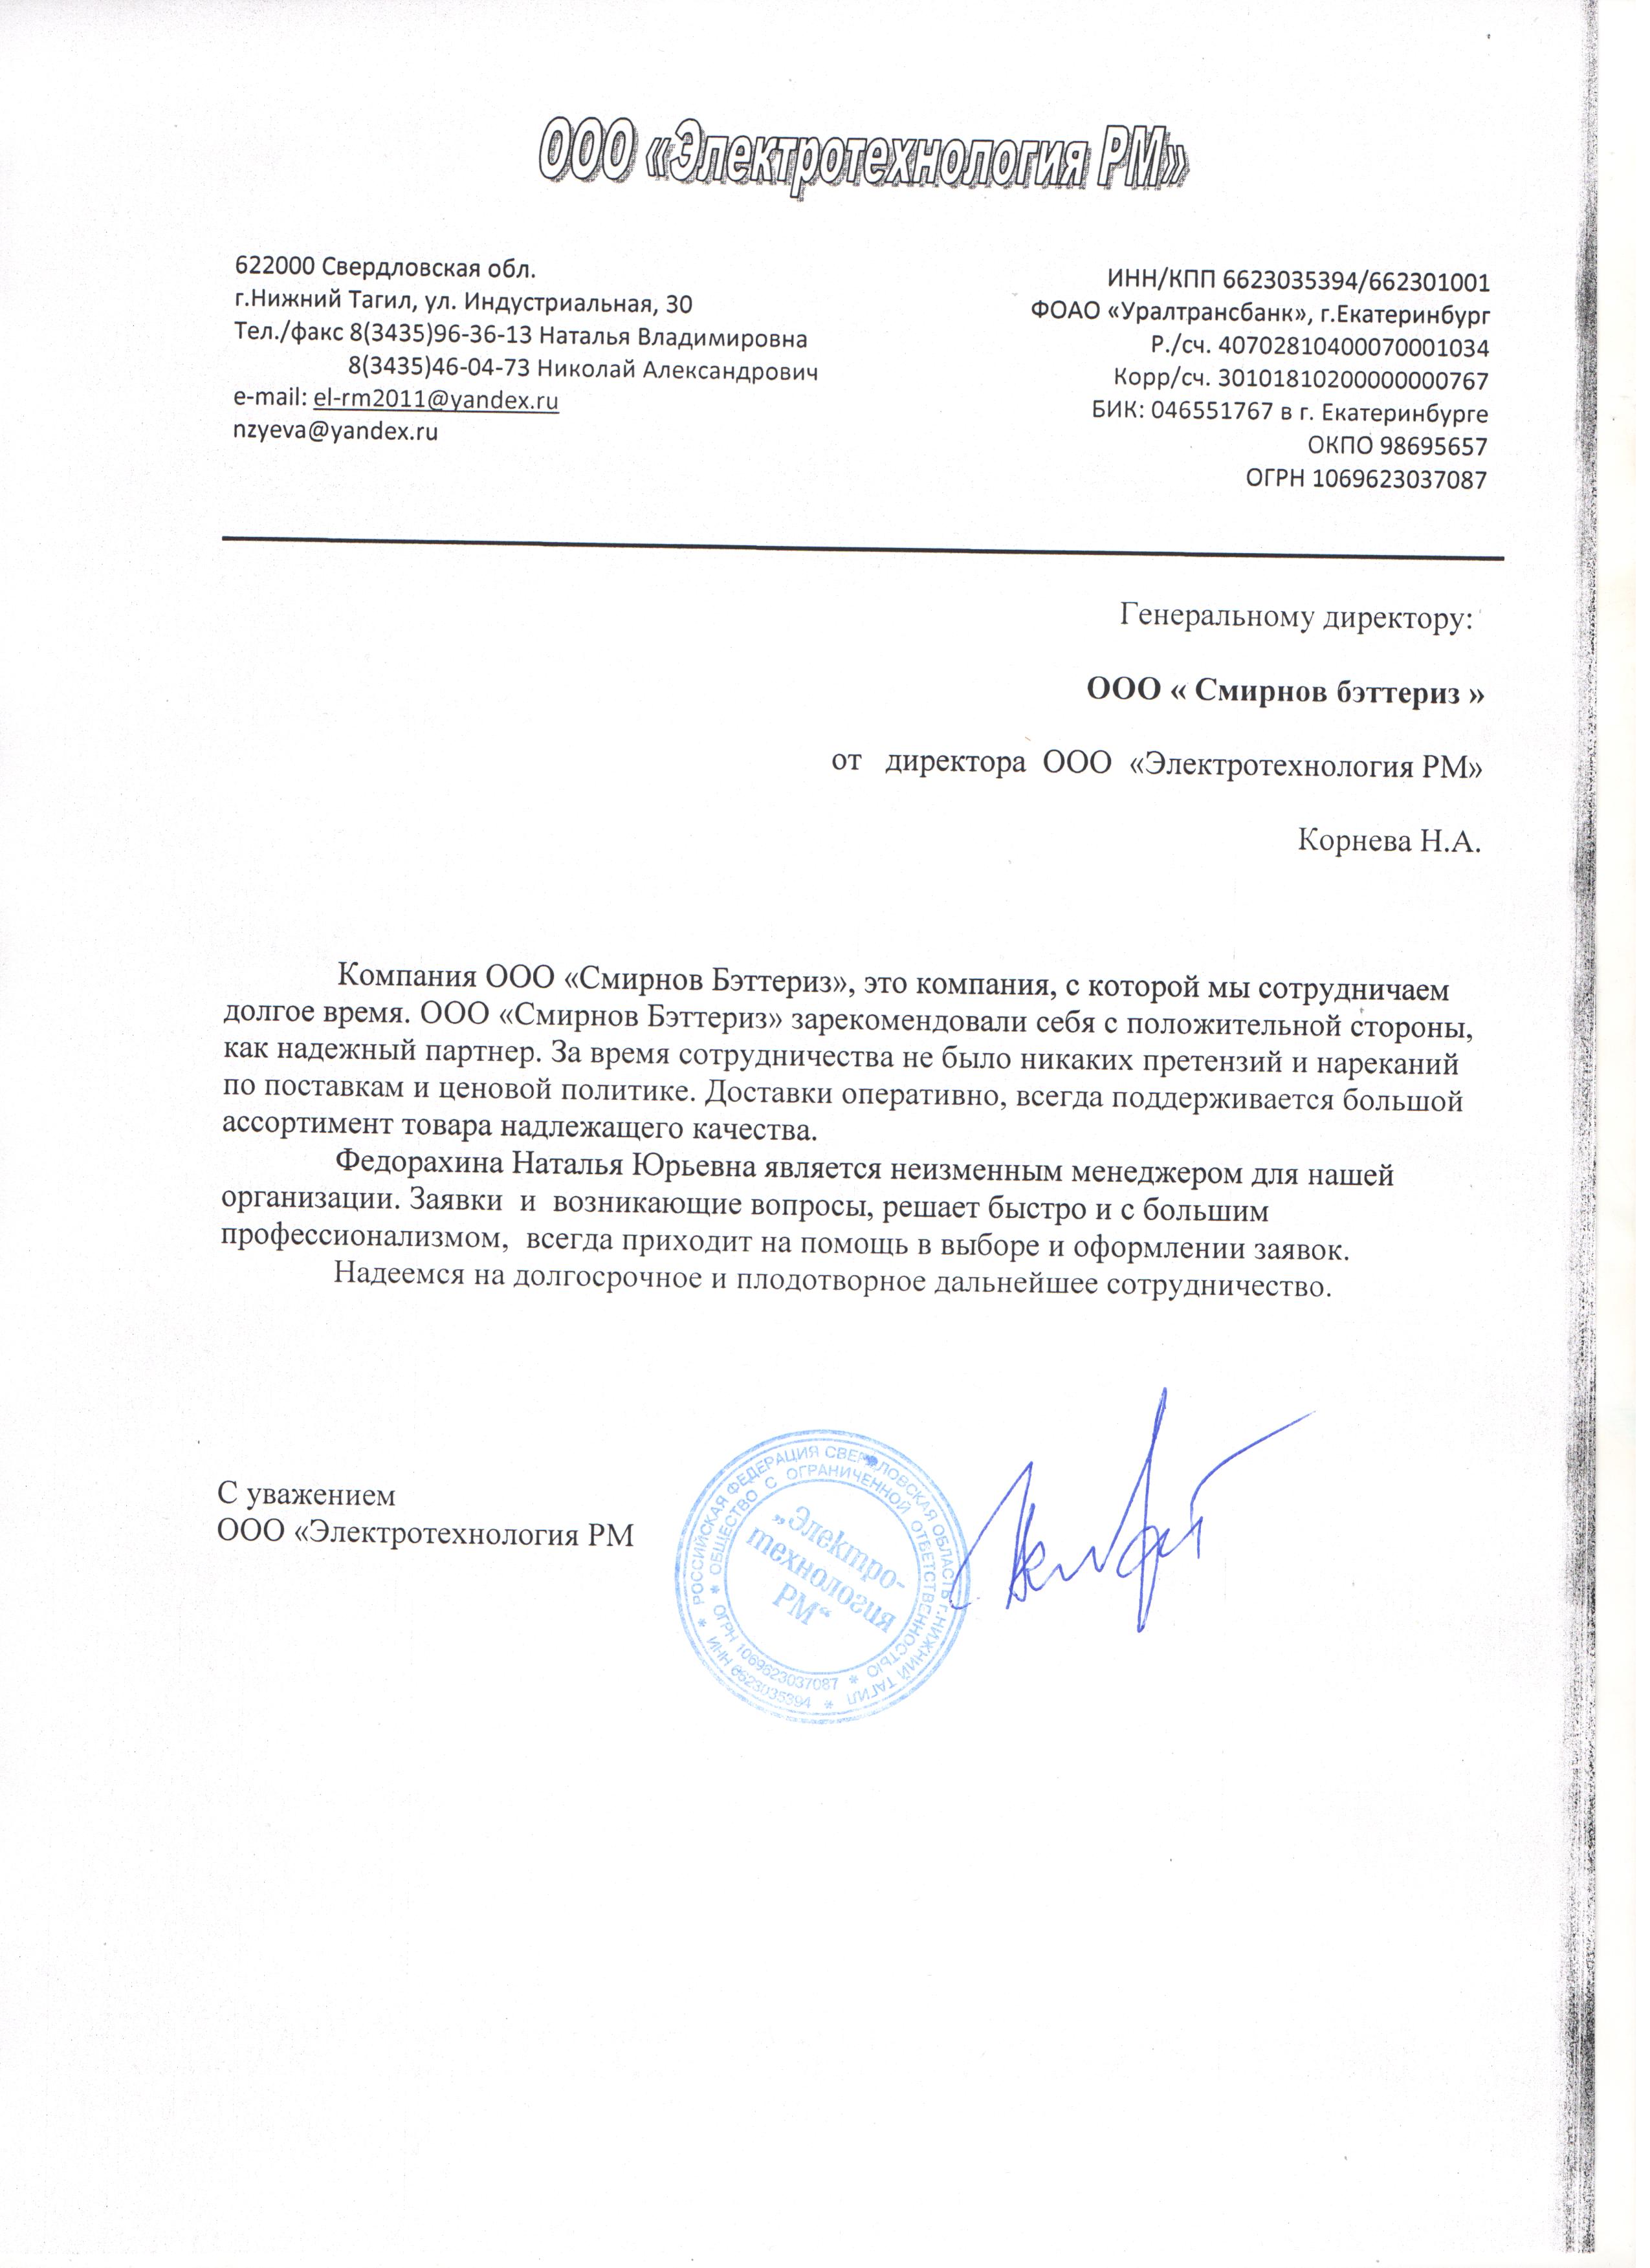 ООО «Электротехнология РМ»
622000 Свердловская обл.
г.Нижний Тагил, ул. Индустриальная, 30
Тел./факс 8(3435)96-36-13 Наталья Владимировна
8(3435)46-04-73 Николай Александрович
e-mail: el-rm2011@yandex.ru
nzyeva@yandex.ru
ИНН/КПП 6623035394/662301001
ФОАО «Уралтрансбанк», г.Екатеринбург
Р./сч. 40702810400070001034
Корр/сч. 30101810200000000767
БИК: 046551767 в г. Екатеринбурге
ОКПО 98695657
ОГРН 1069623037087
Генеральному директору:
ООО « Смирнов бэттериз »
от директора ООО «Электротехнология РМ»
Корнева Н.А.
Компания ООО «Смирнов Бэттериз», это компания, с которой мы сотрудничаем
долгое время. ООО «Смирнов Бэттериз» зарекомендовали себя с положительной стороны,
как надежный партнер. За время сотрудничества не было никаких претензий и нареканий
по поставкам и ценовой политике. Доставки оперативно, всегда поддерживается большой
ассортимент товара надлежащего качества.
Федорахина Наталья Юрьевна является неизменным менеджером для нашей
организации. Заявки и возникающие вопросы, решает быстро и с большим
профессионализмом, всегда приходит на помощь в выборе и оформлении заявок.
Надеемся на долгосрочное и плодотворное дальнейшее сотрудничество.
С уважением
ООО «Электротехнология РМ
РОССИЙСКАЯ ФЕДЕРАЦИЯ СВЕРДЛОВСКАЯ ОБЛАСТЬ г.НИЖНИЙ ТАГИЛ
* ИНН 6623035394 *
ОБЩЕСТВО С ОГРАНИЧЕННОЙ ОТВЕТСТВЕННОСТЬЮ
* ОГРН 1069623037087 *
„Электро-
технология
РМ“